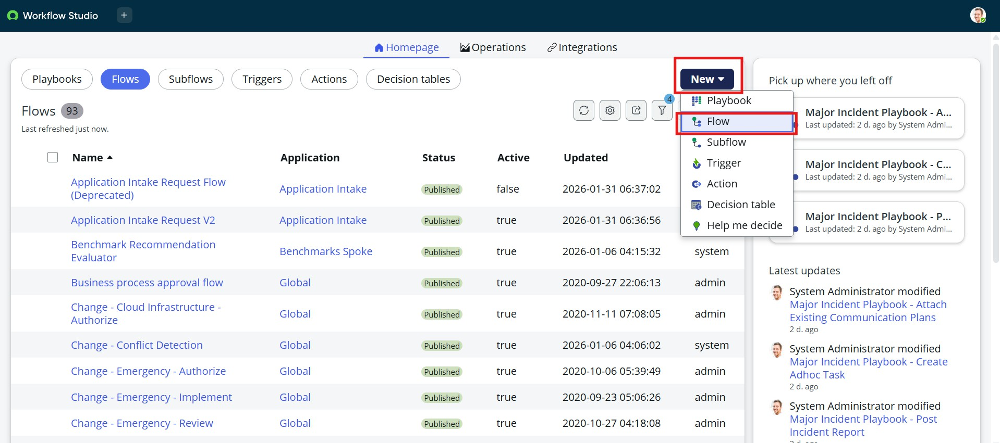 Workflow Studio
+
Homepage
Operations
Integrations
Playbooks
Flows
Subflows
Triggers
Actions
Decision tables
New
Playbook
Flow
Subflow
Trigger
Action
Decision table
Help me decide
Flows 93
4
Last refreshed just now.
Name Application Status Active Updated
Application Intake Request Flow
(Deprecated)
Application Intake
Published
false
2026-01-31 06:37:02
Application Intake Request V2
Application Intake
Published
true
2026-01-31 06:36:56
Benchmark Recommendation
Evaluator
Benchmarks Spoke
Published
true
2026-01-06 04:15:32
system
Business process approval flow
Global
Published
true
2020-09-27 22:06:13
admin
Change - Cloud Infrastructure -
Authorize
Global
Published
true
2020-11-11 07:08:05
admin
Change - Conflict Detection
Global
Published
true
2026-01-06 04:06:02
system
Change - Emergency - Authorize
Global
Published
true
2020-10-06 05:39:49
admin
Change - Emergency - Implement
Global
Published
true
2020-09-23 05:06:26
admin
Change - Emergency - Review
Global
Published
true
2020-10-27 04:18:08
admin
Pick up where you left off
Major Incident Playbook - A...
Last updated: 2 d. ago by System Admi...
Major Incident Playbook - C...
Last updated: 2 d. ago by System Admi...
Major Incident Playbook - P...
Last updated: 2 d. ago by System Admi...
Latest updates
System Administrator modified
Major Incident Playbook - Attach
Existing Communication Plans
2 d. ago
System Administrator modified
Major Incident Playbook - Create
Adhoc Task
2 d. ago
System Administrator modified
Major Incident Playbook - Post
Incident Report